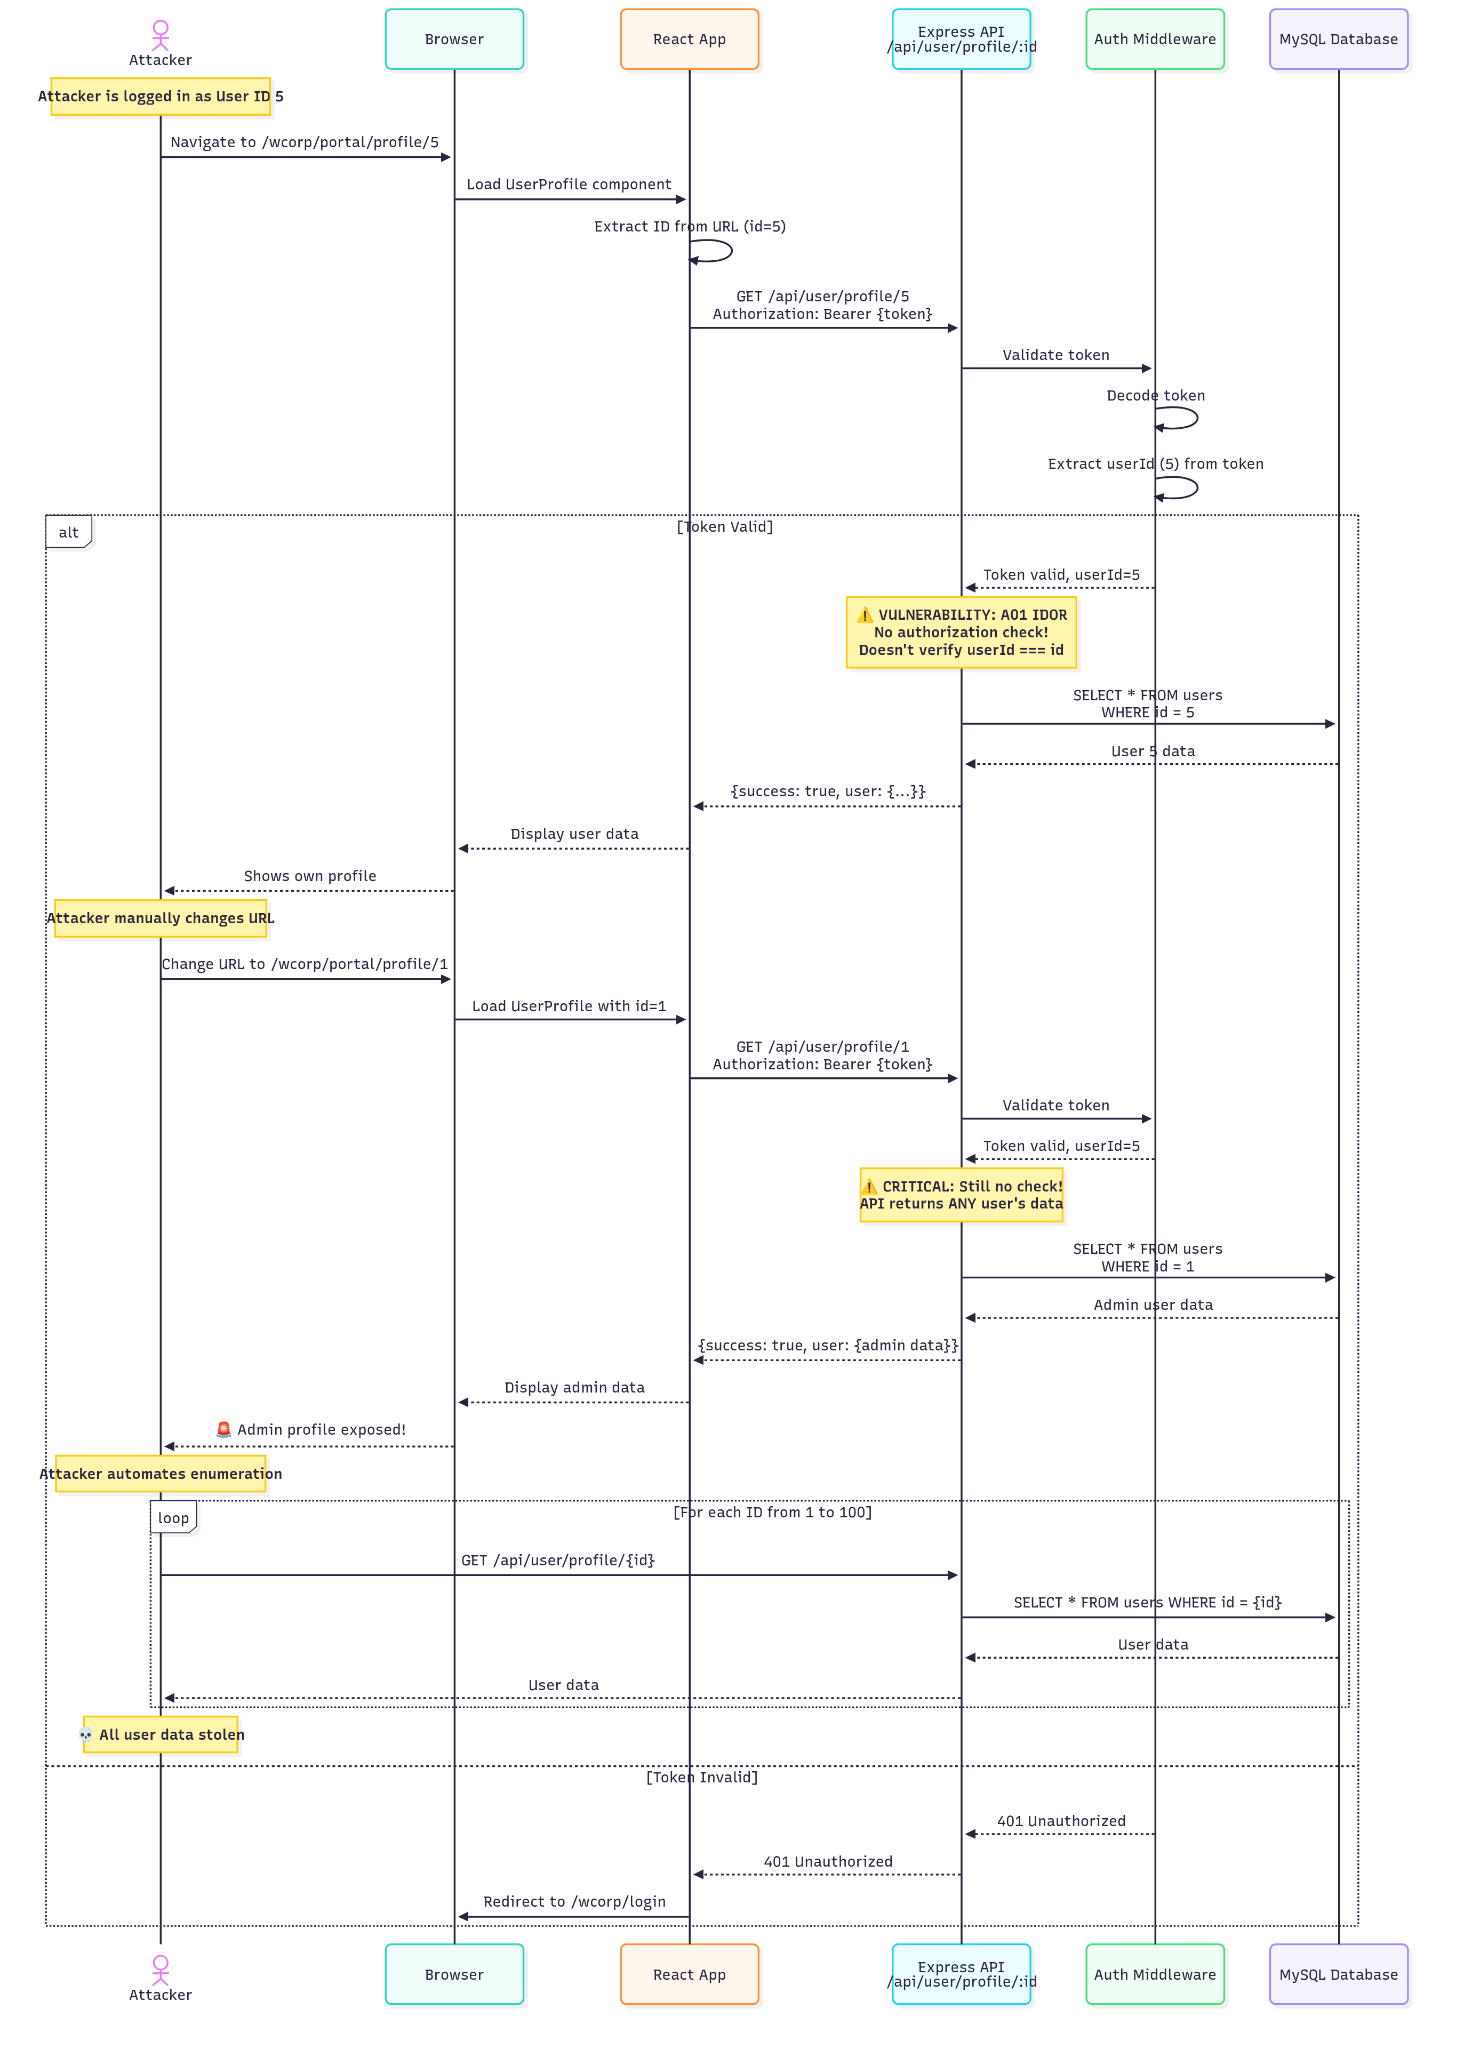 Attacker
Browser
React App
Express API
/api/user/profile/:id
Auth Middleware
MySQL Database
Attacker is logged in as User ID 5
Navigate to /wcorp/portal/profile/5
Load UserProfile component
Extract ID from URL (id=5)
GET /api/user/profile/5
Authorization: Bearer {token}
Validate token
Decode token
Extract userId (5) from token
alt
[Token Valid]
Token valid, userId=5
⚠️ VULNERABILITY: A01 IDOR
No authorization check!
Doesn't verify userId === id
SELECT * FROM users
WHERE id = 5
User 5 data
{success: true, user: {...}}
Display user data
Shows own profile
Attacker manually changes URL
Change URL to /wcorp/portal/profile/1
Load UserProfile with id=1
GET /api/user/profile/1
Authorization: Bearer {token}
Validate token
Token valid, userId=5
⚠️ CRITICAL: Still no check!
API returns ANY user's data
SELECT * FROM users
WHERE id = 1
Admin user data
{success: true, user: {admin data}}
Display admin data
🚨 Admin profile exposed!
Attacker automates enumeration
loop
[For each ID from 1 to 100]
GET /api/user/profile/{id}
SELECT * FROM users WHERE id = {id}
User data
User data
💀 All user data stolen
[Token Invalid]
401 Unauthorized
401 Unauthorized
Redirect to /wcorp/login
Attacker
Browser
React App
Express API
/api/user/profile/:id
Auth Middleware
MySQL Database